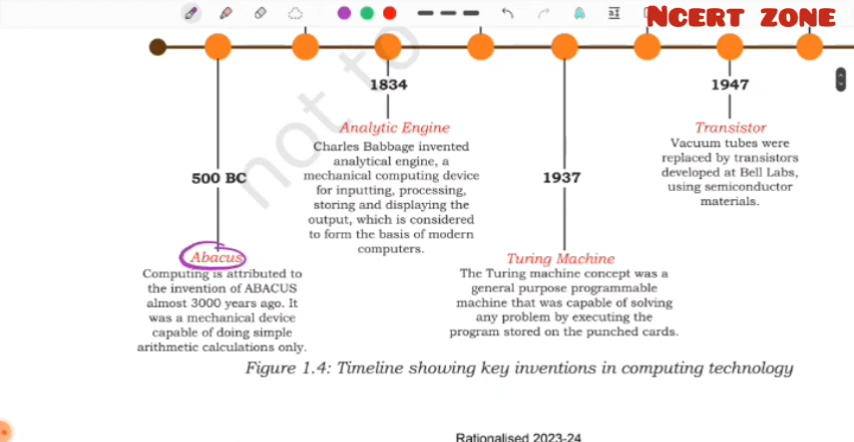 NCERT ZONE
1834
1947
Analytic Engine
Charles Babbage invented
analytical engine, a
mechanical computing device
for inputting, processing,
storing and displaying the
output, which is considered
to form the basis of modern
computers.
Transistor
Vacuum tubes were
replaced by transistors
developed at Bell Labs,
using semiconductor
materials.
500 BC
1937
Abacus
Computing is attributed to
the invention of ABACUS
almost 3000 years ago. It
was a mechanical device
capable of doing simple
arithmetic calculations only.
Turing Machine
The Turing machine concept was a
general purpose programmable
machine that was capable of solving
any problem by executing the
program stored on the punched cards.
Figure 1.4: Timeline showing key inventions in computing technology
Rationalised 2023-24
not to